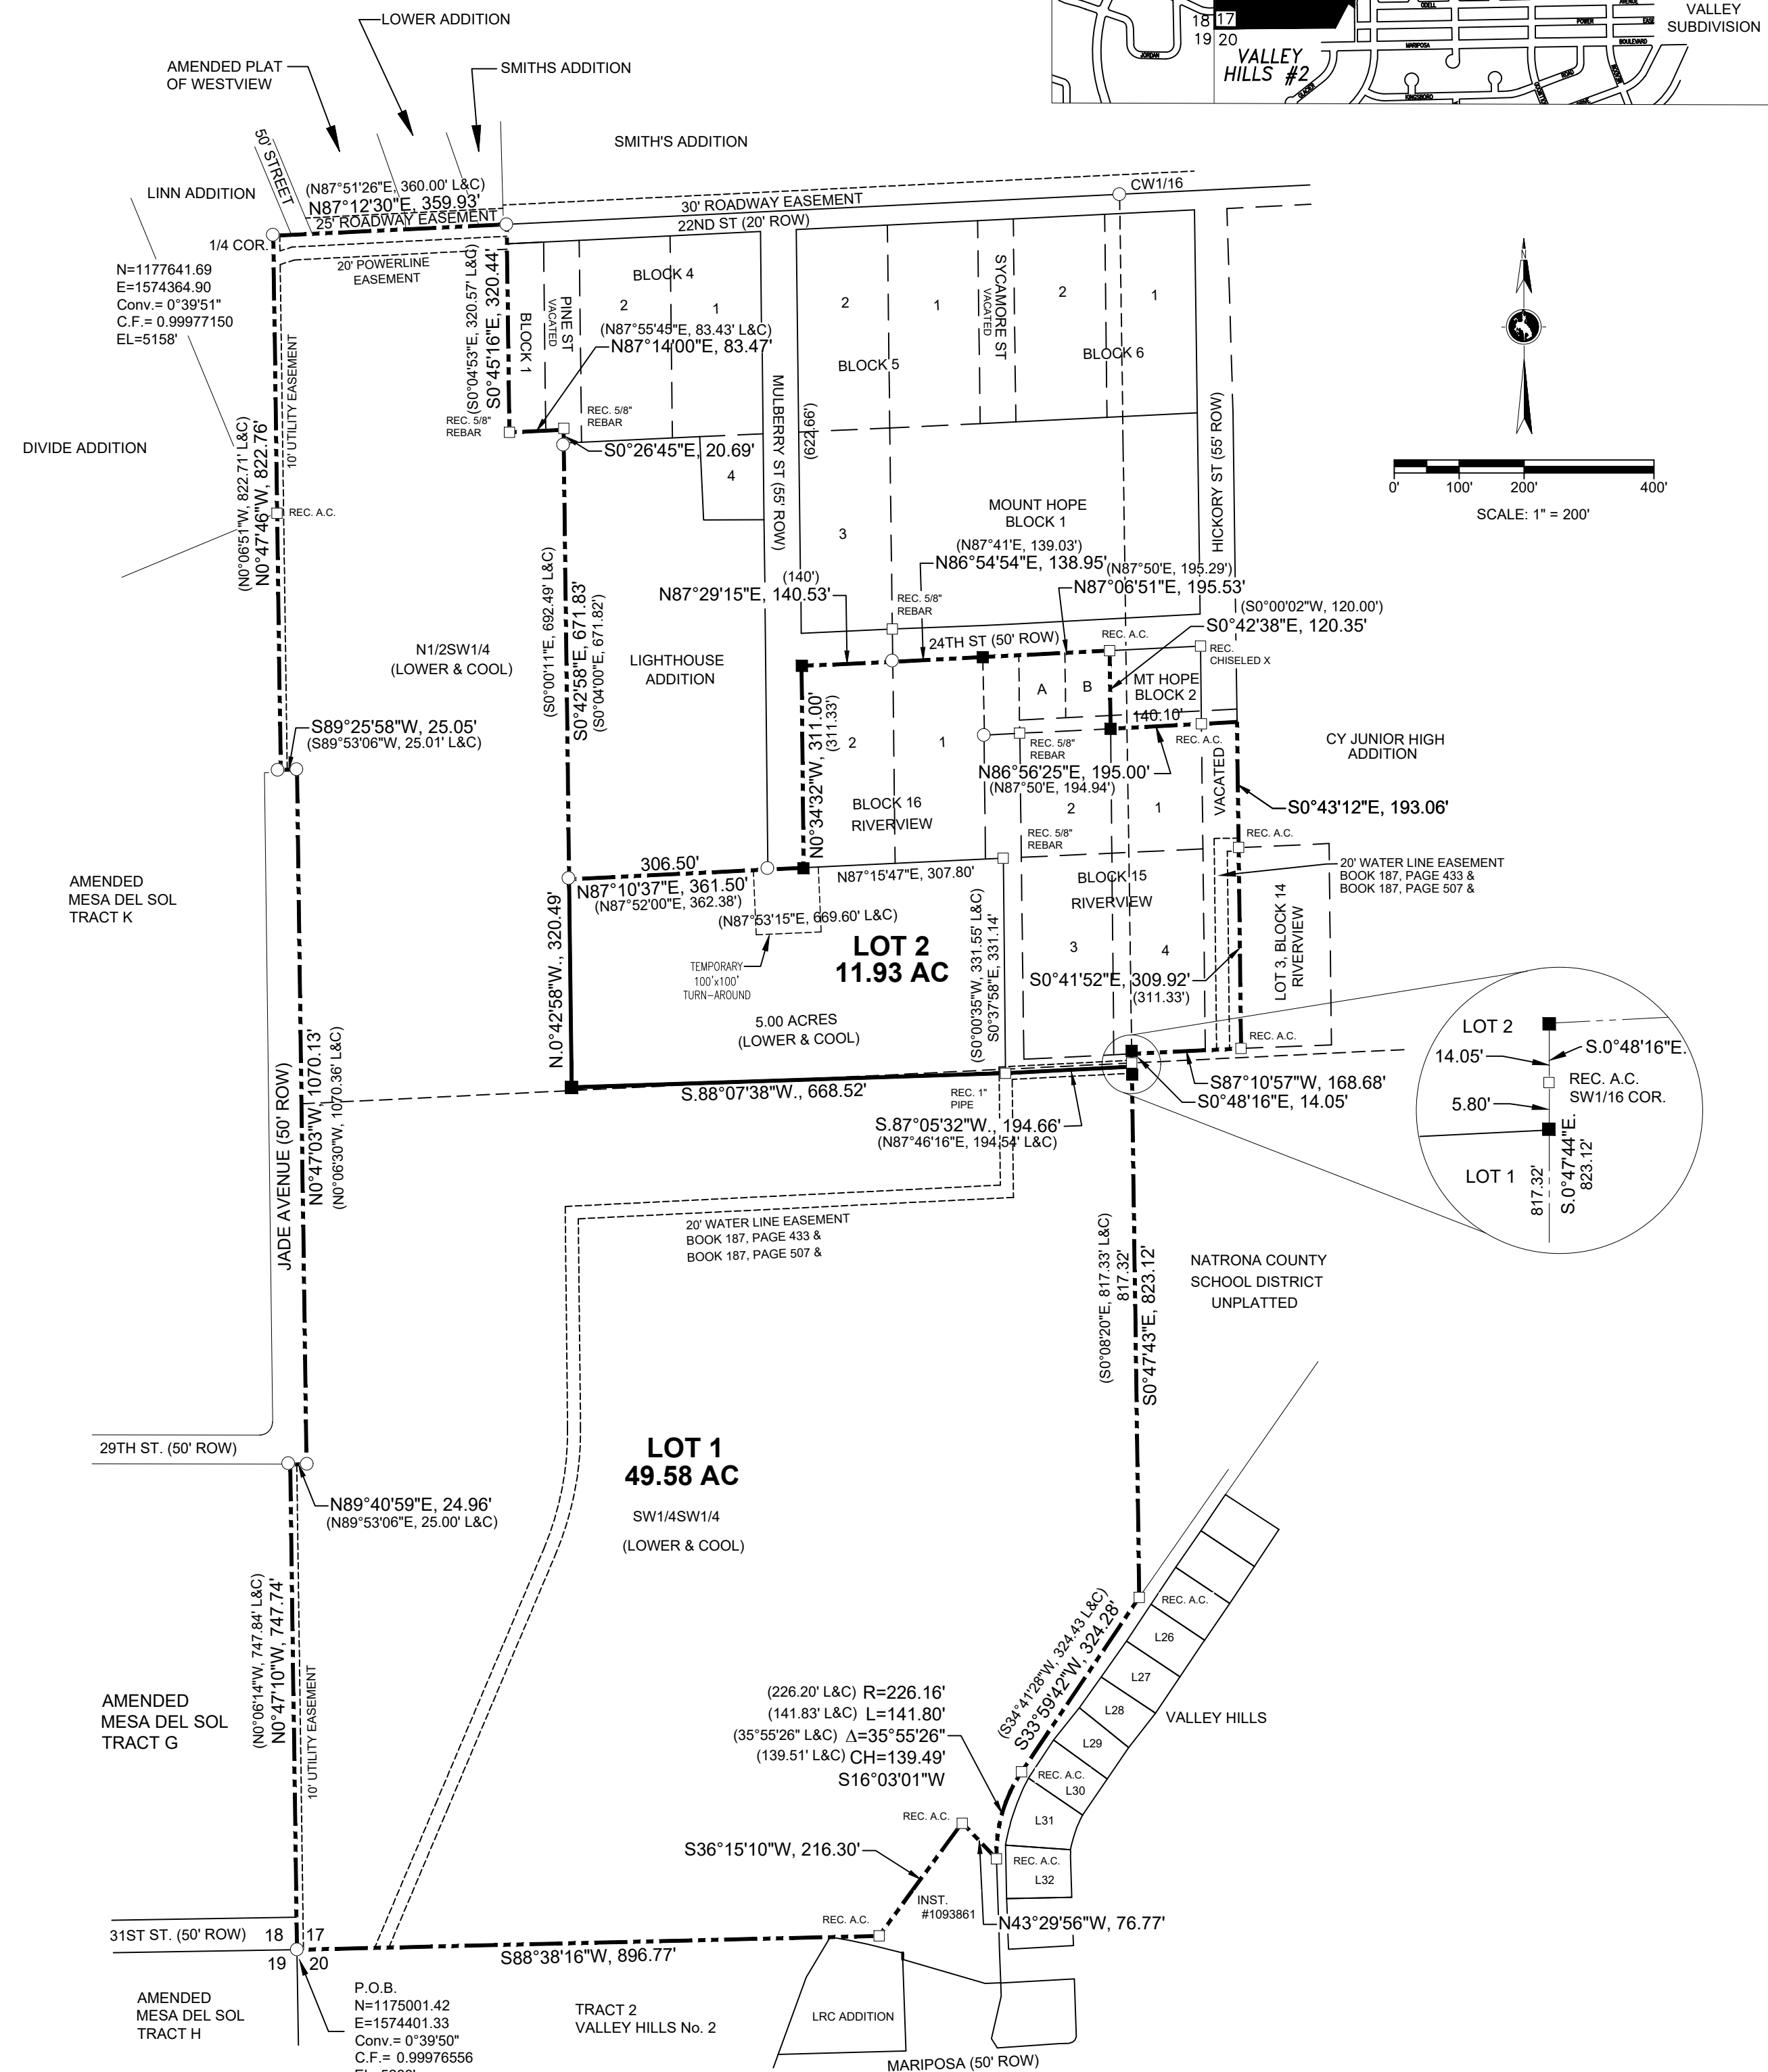 LOWER ADDITION
AMENDED PLAT
OF WESTVIEW
SMITHS ADDITION
SMITH'S ADDITION
18 17
19 20
VALLEY
HILLS #2
JORDAN
GLACIER
KINGSBORO
MARIPOSA
BOULEVARD
ODELL
POWER
AVENUE
ROAD
VALLEY
SUBDIVISION
50' STREET
LINN ADDITION
(N87°51'26"E, 360.00' L&C)
N87°12'30"E, 359.93'
25' ROADWAY EASEMENT
30' ROADWAY EASEMENT
22ND ST (20' ROW)
CW1/16
1/4 COR.
20' POWERLINE
EASEMENT
N=1177641.69
E=1574364.90
Conv.= 0°39'51"
C.F.= 0.99977150
EL=5158'
10' UTILITY EASEMENT
(S0°04'53"E, 320.57' L&C)
S0°45'16"E, 320.44'
BLOCK 1
PINE ST
VACATED
BLOCK 4
2
1
(N87°55'45"E, 83.43' L&C)
N87°14'00"E, 83.47'
REC. 5/8"
REBAR
REC. 5/8"
REBAR
S0°26'45"E, 20.69'
4
MULBERRY ST (55' ROW)
(622.66')
2
1
BLOCK 5
SYCAMORE ST
VACATED
2
1
BLOCK 6
HICKORY ST (55' ROW)
N
0'
100'
200'
400'
SCALE: 1" = 200'
DIVIDE ADDITION
(N0°06'51"W, 822.71' L&C)
N0°47'46"W, 822.76'
REC. A.C.
3
MOUNT HOPE
BLOCK 1
(N87°41'E, 139.03')
N86°54'54"E, 138.95'
(N87°50'E, 195.29')
N87°06'51"E, 195.53'
(140')
N87°29'15"E, 140.53'
REC. 5/8"
REBAR
24TH ST (50' ROW)
REC. A.C.
(S0°00'02"W, 120.00')
S0°42'38"E, 120.35'
REC.
CHISELED X
N1/2SW1/4
(LOWER & COOL)
(S0°00'11"E, 692.49' L&C)
S0°42'58"E, 671.83'
(S0°04'00"E, 671.82')
LIGHTHOUSE
ADDITION
A
B
MT HOPE
BLOCK 2
140.10'
N0°34'32"W, 311.00'
(311.33')
2
1
BLOCK 16
RIVERVIEW
REC. 5/8"
REBAR
REC. A.C.
N86°56'25"E, 195.00'
(N87°50'E, 194.94')
2
1
VACATED
CY JUNIOR HIGH
ADDITION
S0°43'12"E, 193.06'
S89°25'58"W, 25.05'
(S89°53'06"W, 25.01' L&C)
REC. 5/8"
REBAR
REC. A.C.
20' WATER LINE EASEMENT
BOOK 187, PAGE 433 &
BOOK 187, PAGE 507 &
306.50'
N87°10'37"E, 361.50'
(N87°52'00"E, 362.38')
N87°15'47"E, 307.80'
(N87°53'15"E, 669.60' L&C)
AMENDED
MESA DEL SOL
TRACT K
BLOCK 15
RIVERVIEW
3
4
LOT 3, BLOCK 14
RIVERVIEW
LOT 2
11.93 AC
TEMPORARY
100'x100'
TURN-AROUND
5.00 ACRES
(LOWER & COOL)
N.0°42'58"W., 320.49'
(S0°00'35"W, 331.55' L&C)
S0°37'58"E, 331.14'
S0°41'52"E, 309.92'
(311.33')
REC. A.C.
LOT 2
14.05'
S.0°48'16"E.
REC. A.C.
SW1/16 COR.
5.80'
LOT 1
817.32'
S.0°47'44"E.
823.12'
S87°10'57"W, 168.68'
S0°48'16"E, 14.05'
S.88°07'38"W., 668.52'
REC. 1"
PIPE
S.87°05'32"W., 194.66'
(N87°46'16"E, 194.54' L&C)
JADE AVENUE (50' ROW)
N0°47'03"W, 1070.13'
(N0°06'30"W, 1070.36' L&C)
20' WATER LINE EASEMENT
BOOK 187, PAGE 433 &
BOOK 187, PAGE 507 &
(S0°08'20"E, 817.33' L&C)
817.32'
S0°47'43"E, 823.12'
NATRONA COUNTY
SCHOOL DISTRICT
UNPLATTED
29TH ST. (50' ROW)
LOT 1
49.58 AC
SW1/4SW1/4
(LOWER & COOL)
N89°40'59"E, 24.96'
(N89°53'06"E, 25.00' L&C)
(N0°06'14"W, 747.84' L&C)
N0°47'10"W, 747.74'
10' UTILITY EASEMENT
AMENDED
MESA DEL SOL
TRACT G
(S34°41'28"W, 324.43 L&C)
S33°59'42"W, 324.28'
REC. A.C.
L26
L27
L28
L29
REC. A.C.
L30
L31
REC. A.C.
L32
VALLEY HILLS
(226.20' L&C) R=226.16'
(141.83' L&C) L=141.80'
(35°55'26" L&C) Δ=35°55'26"
(139.51' L&C) CH=139.49'
S16°03'01"W
REC. A.C.
S36°15'10"W, 216.30'
INST.
#1093861
N43°29'56"W, 76.77'
REC. A.C.
31ST ST. (50' ROW)
18 17
19 20
S88°38'16"W, 896.77'
AMENDED
MESA DEL SOL
TRACT H
P.O.B.
N=1175001.42
E=1574401.33
Conv.= 0°39'50"
C.F.= 0.99976556
TRACT 2
VALLEY HILLS No. 2
LRC ADDITION
MARIPOSA (50' ROW)